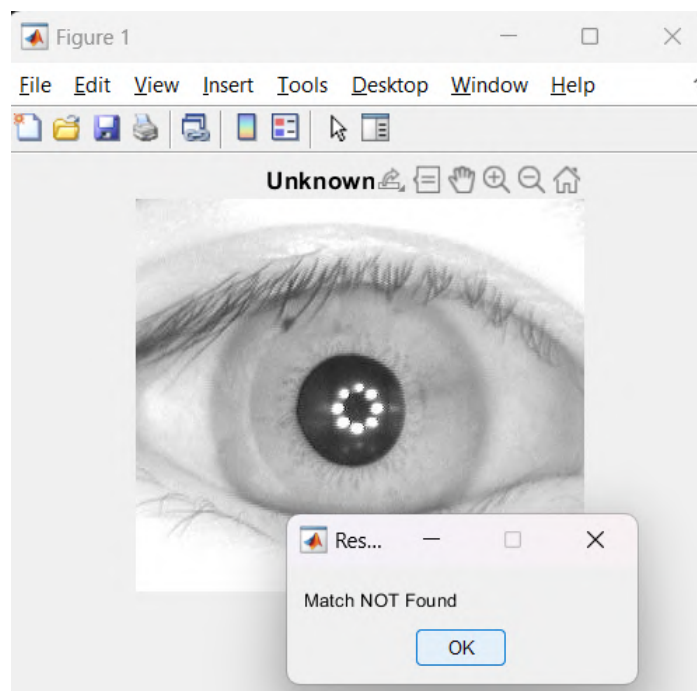 Figure 1
File Edit View Insert Tools Desktop Window Help
Unknown
Res...
Match NOT Found
OK